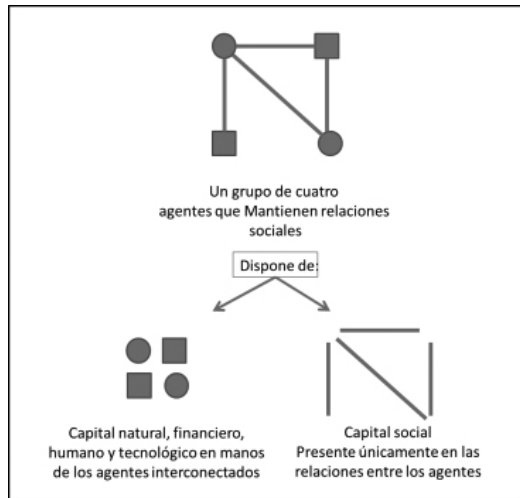 Un grupo de cuatro
agentes que Mantienen relaciones
sociales
Dispone de:
Capital natural, financiero,
humano y tecnológico en manos
de los agentes interconectados
Capital social
Presente únicamente en las
relaciones entre los agentes